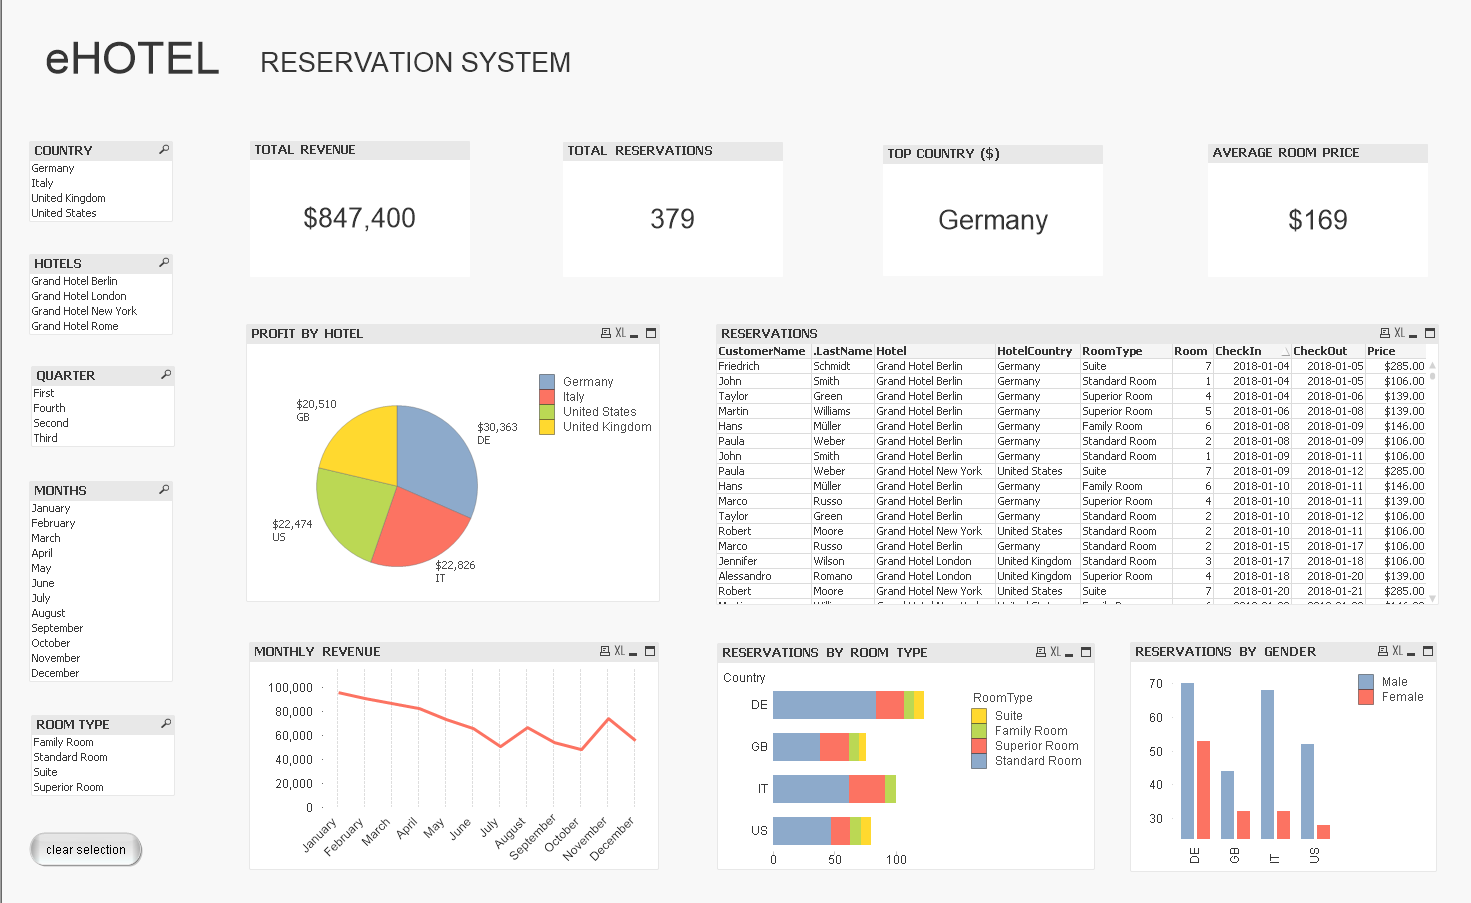 eHOTEL RESERVATION SYSTEM
COUNTRY
Germany
Italy
United Kingdom
United States
HOTELS
Grand Hotel Berlin
Grand Hotel London
Grand Hotel New York
Grand Hotel Rome
QUARTER
First
Fourth
Second
Third
MONTHS
January
February
March
April
May
June
July
August
September
October
November
December
ROOM TYPE
Family Room
Standard Room
Suite
Superior Room
clear selection
TOTAL REVENUE
$847,400
TOTAL RESERVATIONS
379
TOP COUNTRY ($)
Germany
AVERAGE ROOM PRICE
$169
PROFIT BY HOTEL XL
Germany
Italy
United States
United Kingdom
$20,510
GB
$30,363
DE
$22,474
US
$22,826
IT
RESERVATIONS XL
CustomerName .LastName Hotel HotelCountry RoomType Room CheckIn CheckOut Price
Friedrich Schmidt Grand Hotel Berlin Germany Suite 7 2018-01-04 2018-01-05 $285.00
John Smith Grand Hotel Berlin Germany Standard Room 1 2018-01-04 2018-01-05 $106.00
Taylor Green Grand Hotel Berlin Germany Superior Room 4 2018-01-04 2018-01-06 $139.00
Martin Williams Grand Hotel Berlin Germany Superior Room 5 2018-01-06 2018-01-08 $139.00
Hans Müller Grand Hotel Berlin Germany Family Room 6 2018-01-08 2018-01-09 $146.00
Paula Weber Grand Hotel Berlin Germany Standard Room 2 2018-01-08 2018-01-09 $106.00
John Smith Grand Hotel Berlin Germany Standard Room 1 2018-01-09 2018-01-11 $106.00
Paula Weber Grand Hotel New York United States Suite 7 2018-01-09 2018-01-12 $285.00
Hans Müller Grand Hotel Berlin Germany Family Room 6 2018-01-10 2018-01-11 $146.00
Marco Russo Grand Hotel Berlin Germany Superior Room 4 2018-01-10 2018-01-11 $139.00
Taylor Green Grand Hotel Berlin Germany Standard Room 2 2018-01-10 2018-01-12 $106.00
Robert Moore Grand Hotel New York United States Standard Room 2 2018-01-10 2018-01-11 $106.00
Marco Russo Grand Hotel Berlin Germany Standard Room 2 2018-01-15 2018-01-17 $106.00
Jennifer Wilson Grand Hotel London United Kingdom Standard Room 3 2018-01-17 2018-01-18 $106.00
Alessandro Romano Grand Hotel London United Kingdom Superior Room 4 2018-01-18 2018-01-20 $139.00
Robert Moore Grand Hotel New York United States Suite 7 2018-01-20 2018-01-21 $285.00
MONTHLY REVENUE XL
100,000
80,000
60,000
40,000
20,000
0
January
February
March
April
May
June
July
August
September
October
November
December
RESERVATIONS BY ROOM TYPE XL
Country
DE
GB
IT
US
0 50 100
RoomType
Suite
Family Room
Superior Room
Standard Room
RESERVATIONS BY GENDER XL
70
60
50
40
30
DE
GB
IT
US
Male
Female